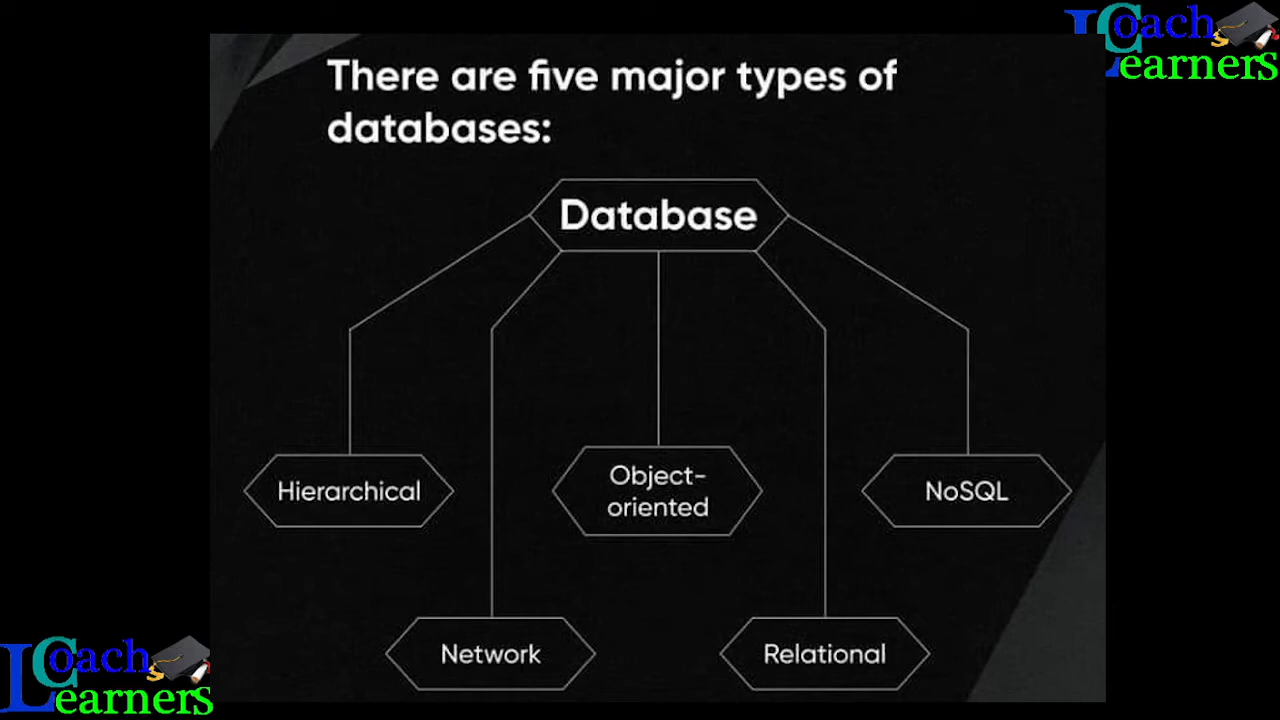 Coach
Learners
There are five major types of
databases:
Database
Hierarchical
Object-
oriented
NoSQL
Network
Relational
Coach
Learners